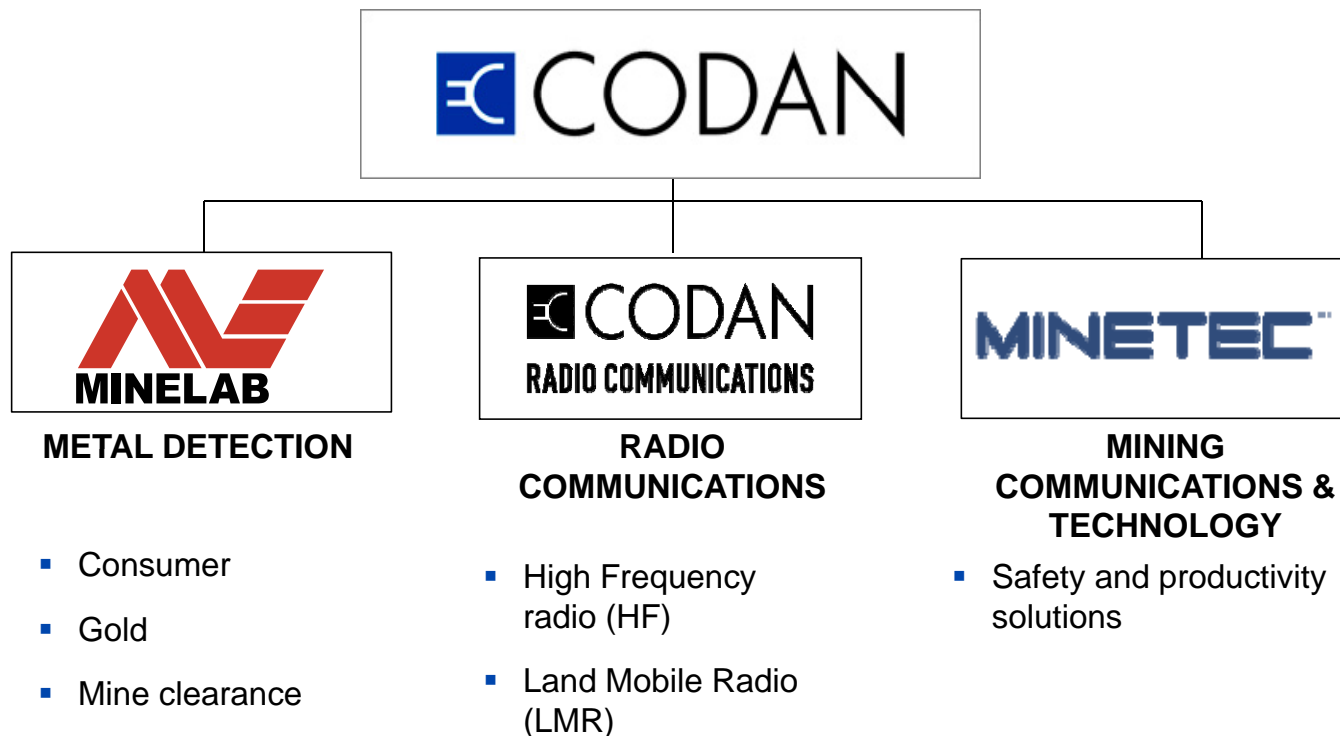 CODAN
MINELAB
METAL DETECTION
▪ Consumer
▪ Gold
▪ Mine clearance
CODAN
RADIO COMMUNICATIONS
RADIO
COMMUNICATIONS
▪ High Frequency
radio (HF)
▪ Land Mobile Radio
(LMR)
MINETEC™
MINING
COMMUNICATIONS &
TECHNOLOGY
▪ Safety and productivity
solutions